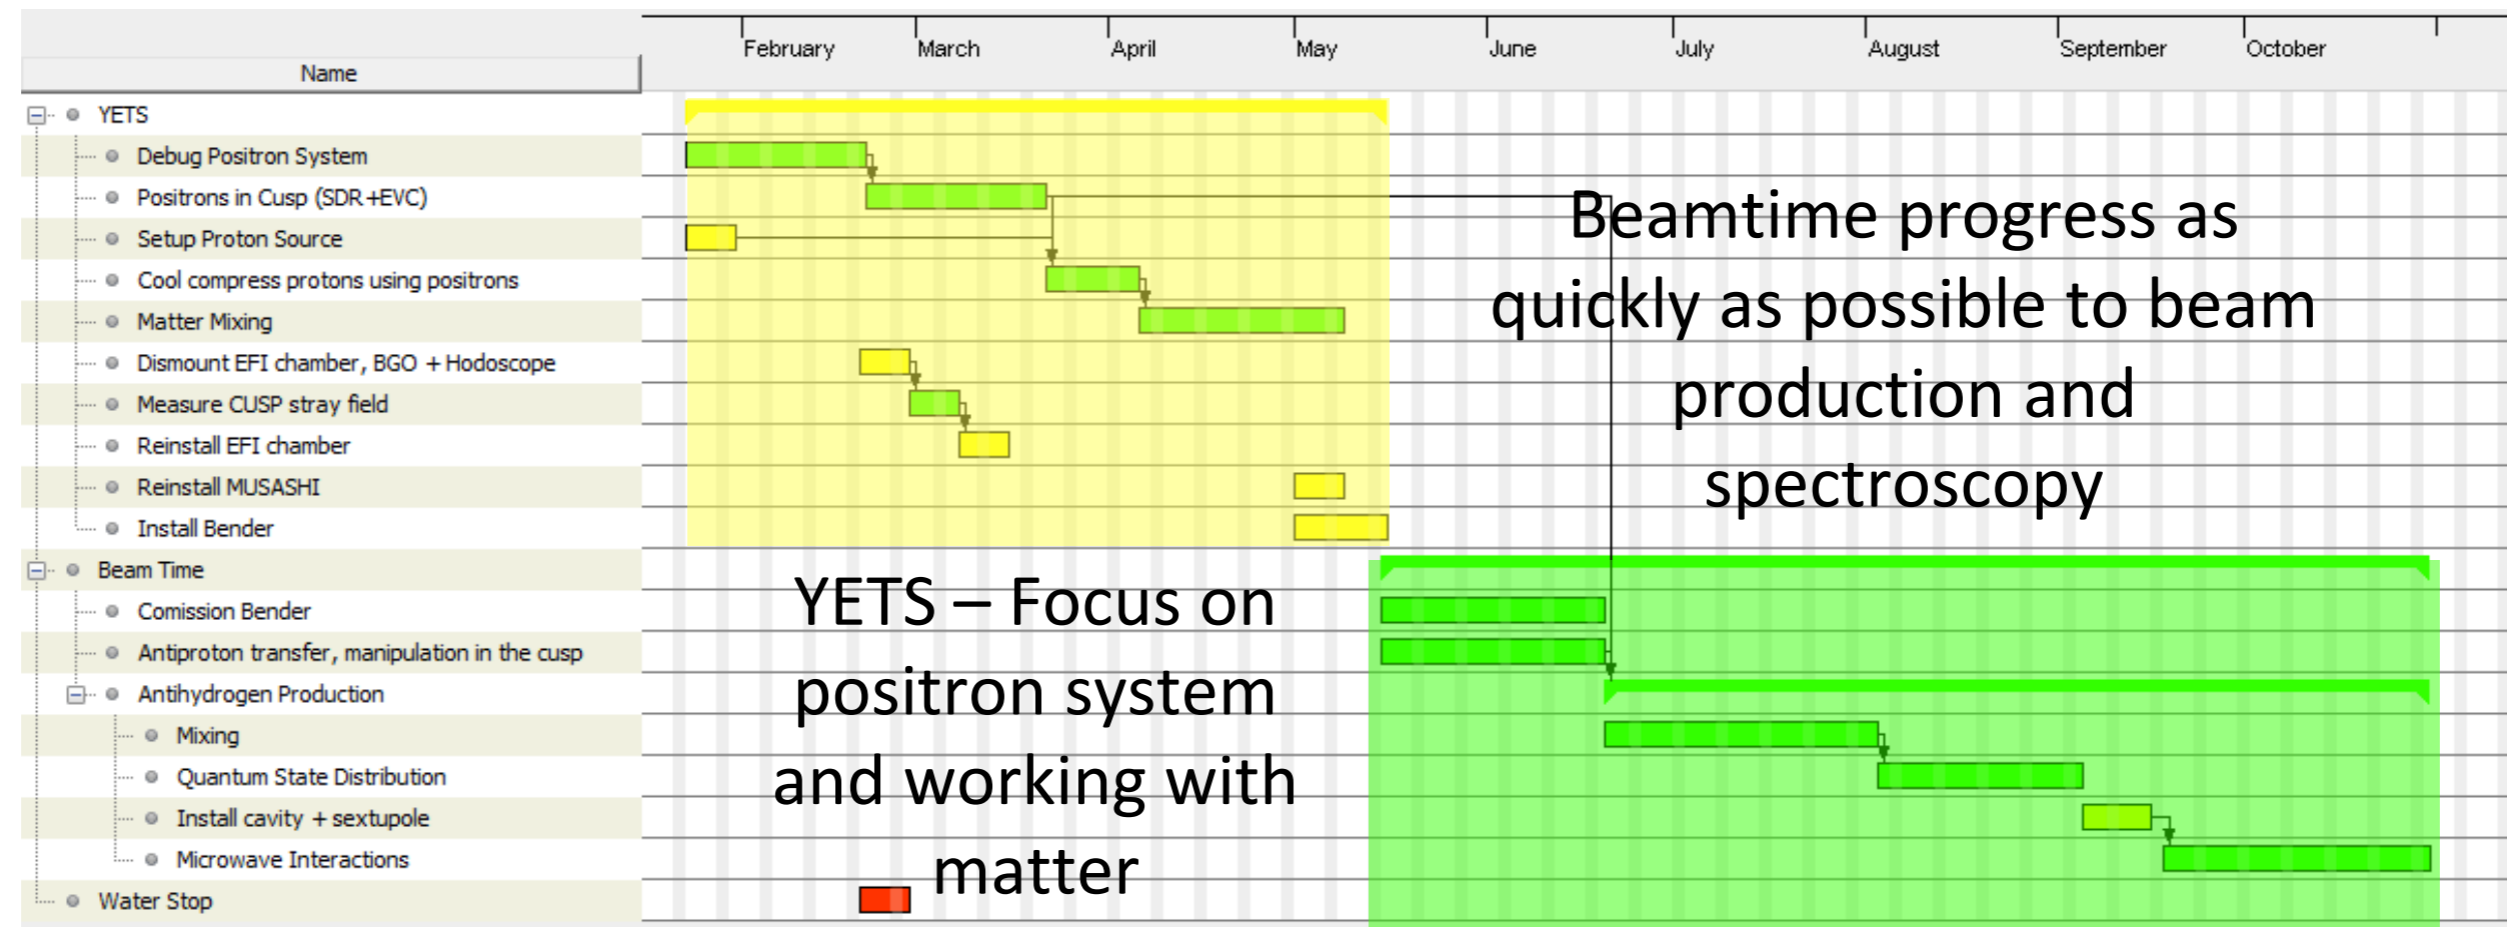 February March April May June July August September October
Name
YETS
Debug Positron System
Positrons in Cusp (SDR+EVC)
Setup Proton Source
Cool compress protons using positrons
Matter Mixing
Dismount EFI chamber, BGO + Hodoscope
Measure CUSP stray field
Reinstall EFI chamber
Reinstall MUSASHI
Install Bender
Beam Time
Comission Bender
Antiproton transfer, manipulation in the cusp
Antihydrogen Production
Mixing
Quantum State Distribution
Install cavity + sextupole
Microwave Interactions
Water Stop
Beamtime progress as
quickly as possible to beam
production and
spectroscopy
YETS – Focus on
positron system
and working with
matter